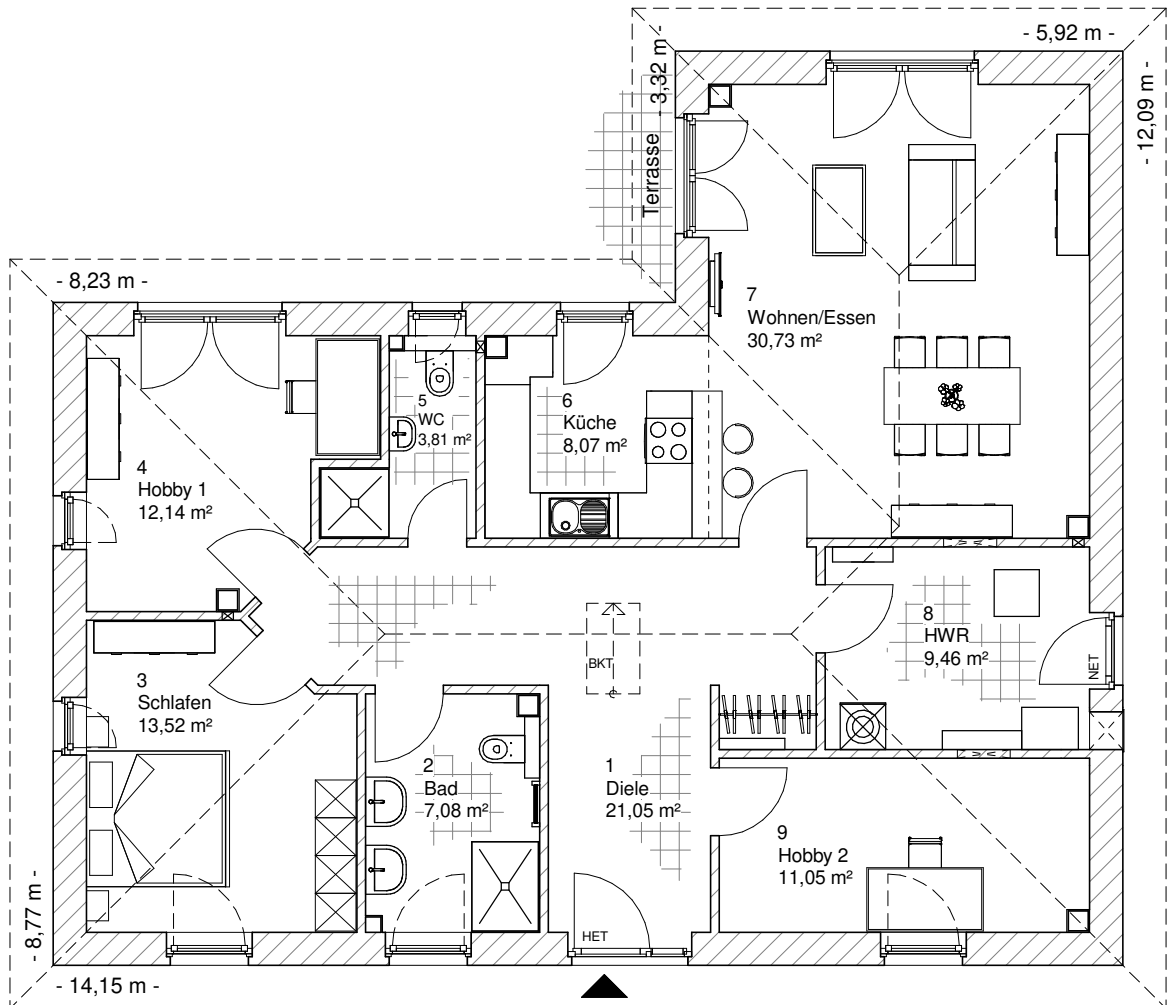 - 5,92 m -
- 3,32 m -
- 12,09 m -
Terrasse
- 8,23 m -
7
Wohnen/Essen
30,73 m²
5
WC
3,81 m²
6
Küche
8,07 m²
4
Hobby 1
12,14 m²
8
HWR
9,46 m²
NET
BKT
3
Schlafen
13,52 m²
2
Bad
7,08 m²
1
Diele
21,05 m²
9
Hobby 2
11,05 m²
HET
- 8,77 m -
- 14,15 m -